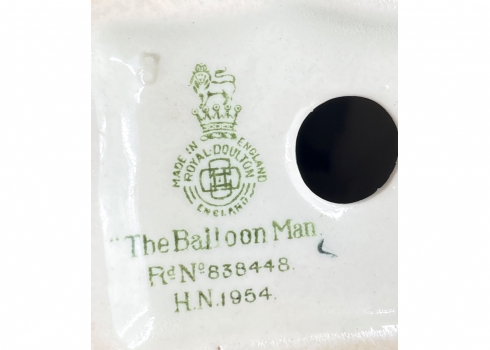 MADE IN ENGLAND
ROYAL DOULTON
ENGLAND
"The Balloon Man.
Rd No 838448.
H.N.1954.